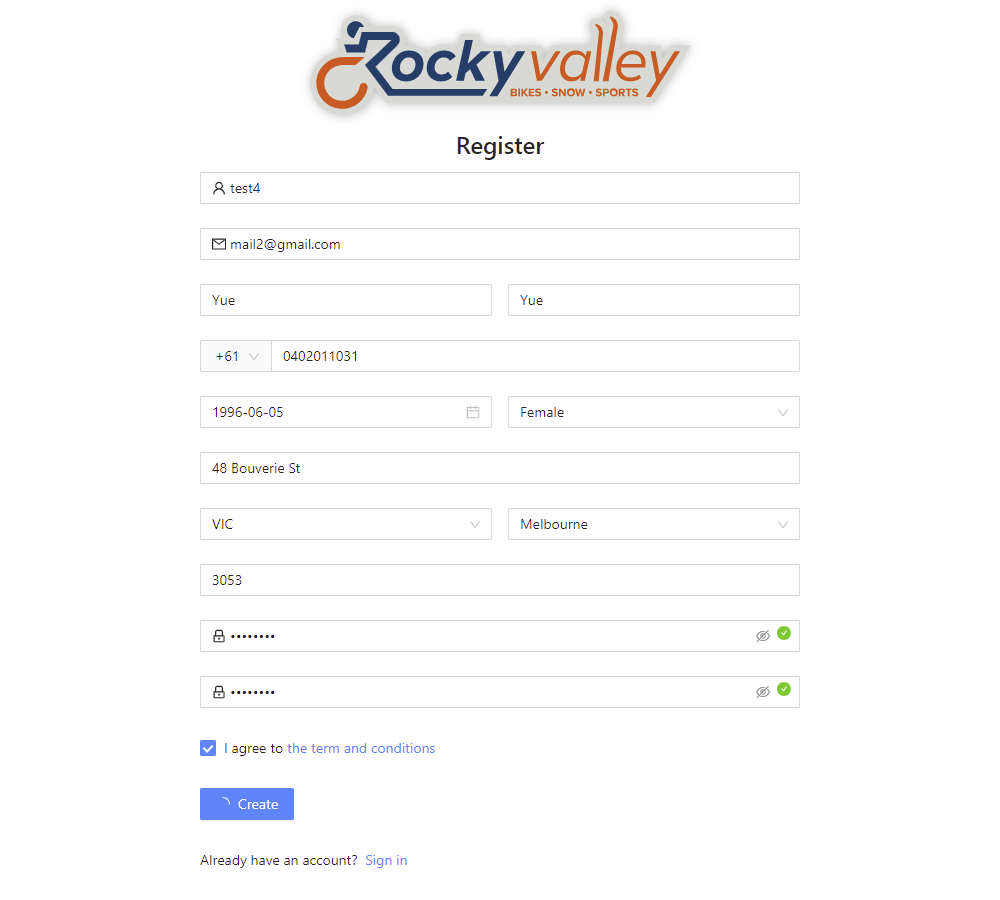 Rockyvalley
BIKES • SNOW • SPORTS
Register
test4
mail2@gmail.com
Yue Yue
+61 0402011031
1996-06-05 Female
48 Bouverie St
VIC Melbourne
3053
••••••••
••••••••
I agree to the term and conditions
Create
Already have an account? Sign in